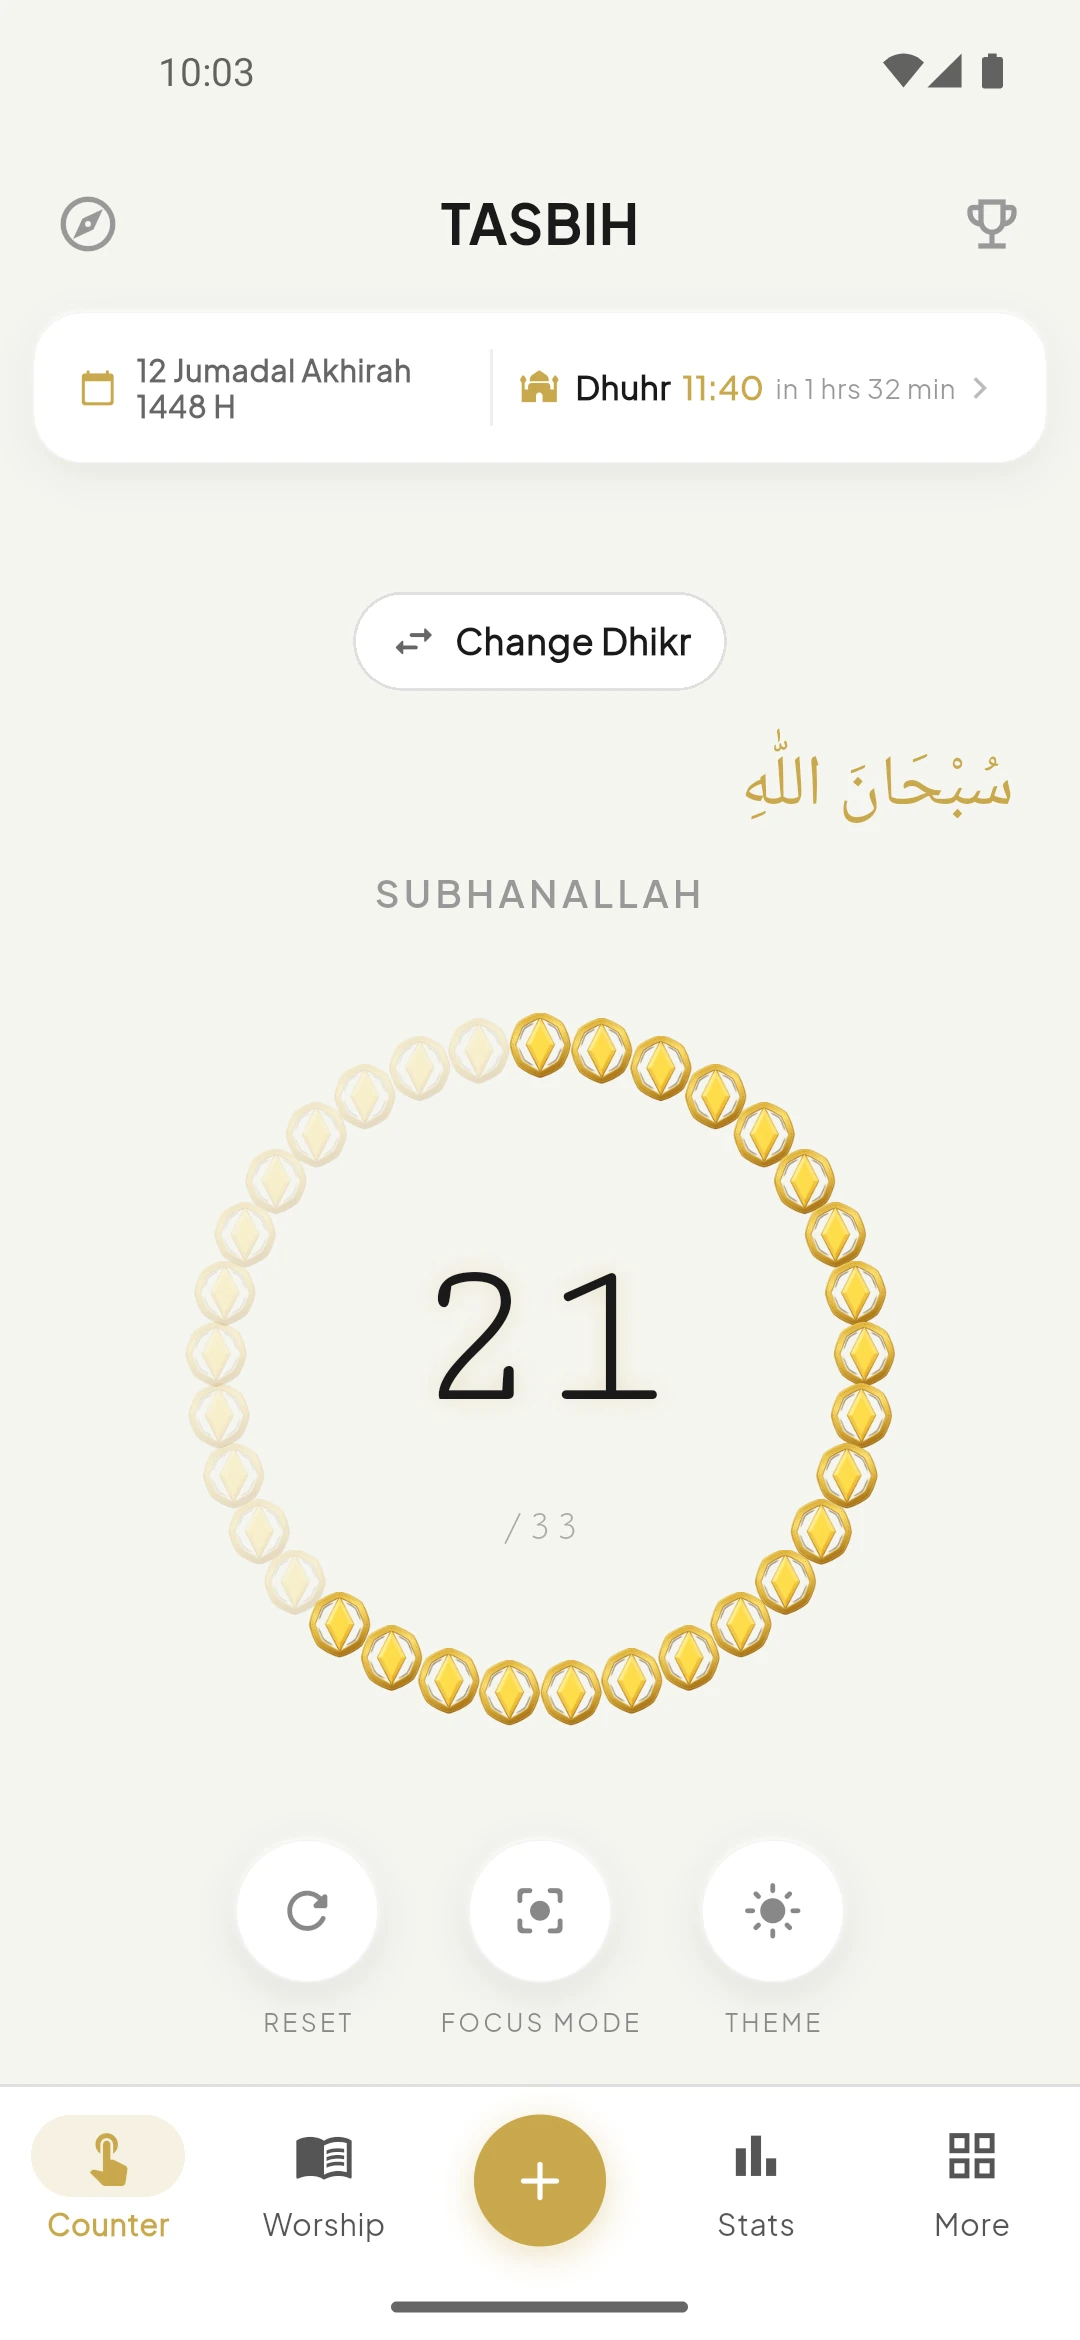 10:03
TASBIH
12 Jumadal Akhirah
1448 H
Dhuhr 11:40 in 1 hrs 32 min
Change Dhikr
سُبْحَانَ اللّٰهِ
SUBHANALLAH
21
/33
RESET FOCUS MODE THEME
Counter Worship Stats More